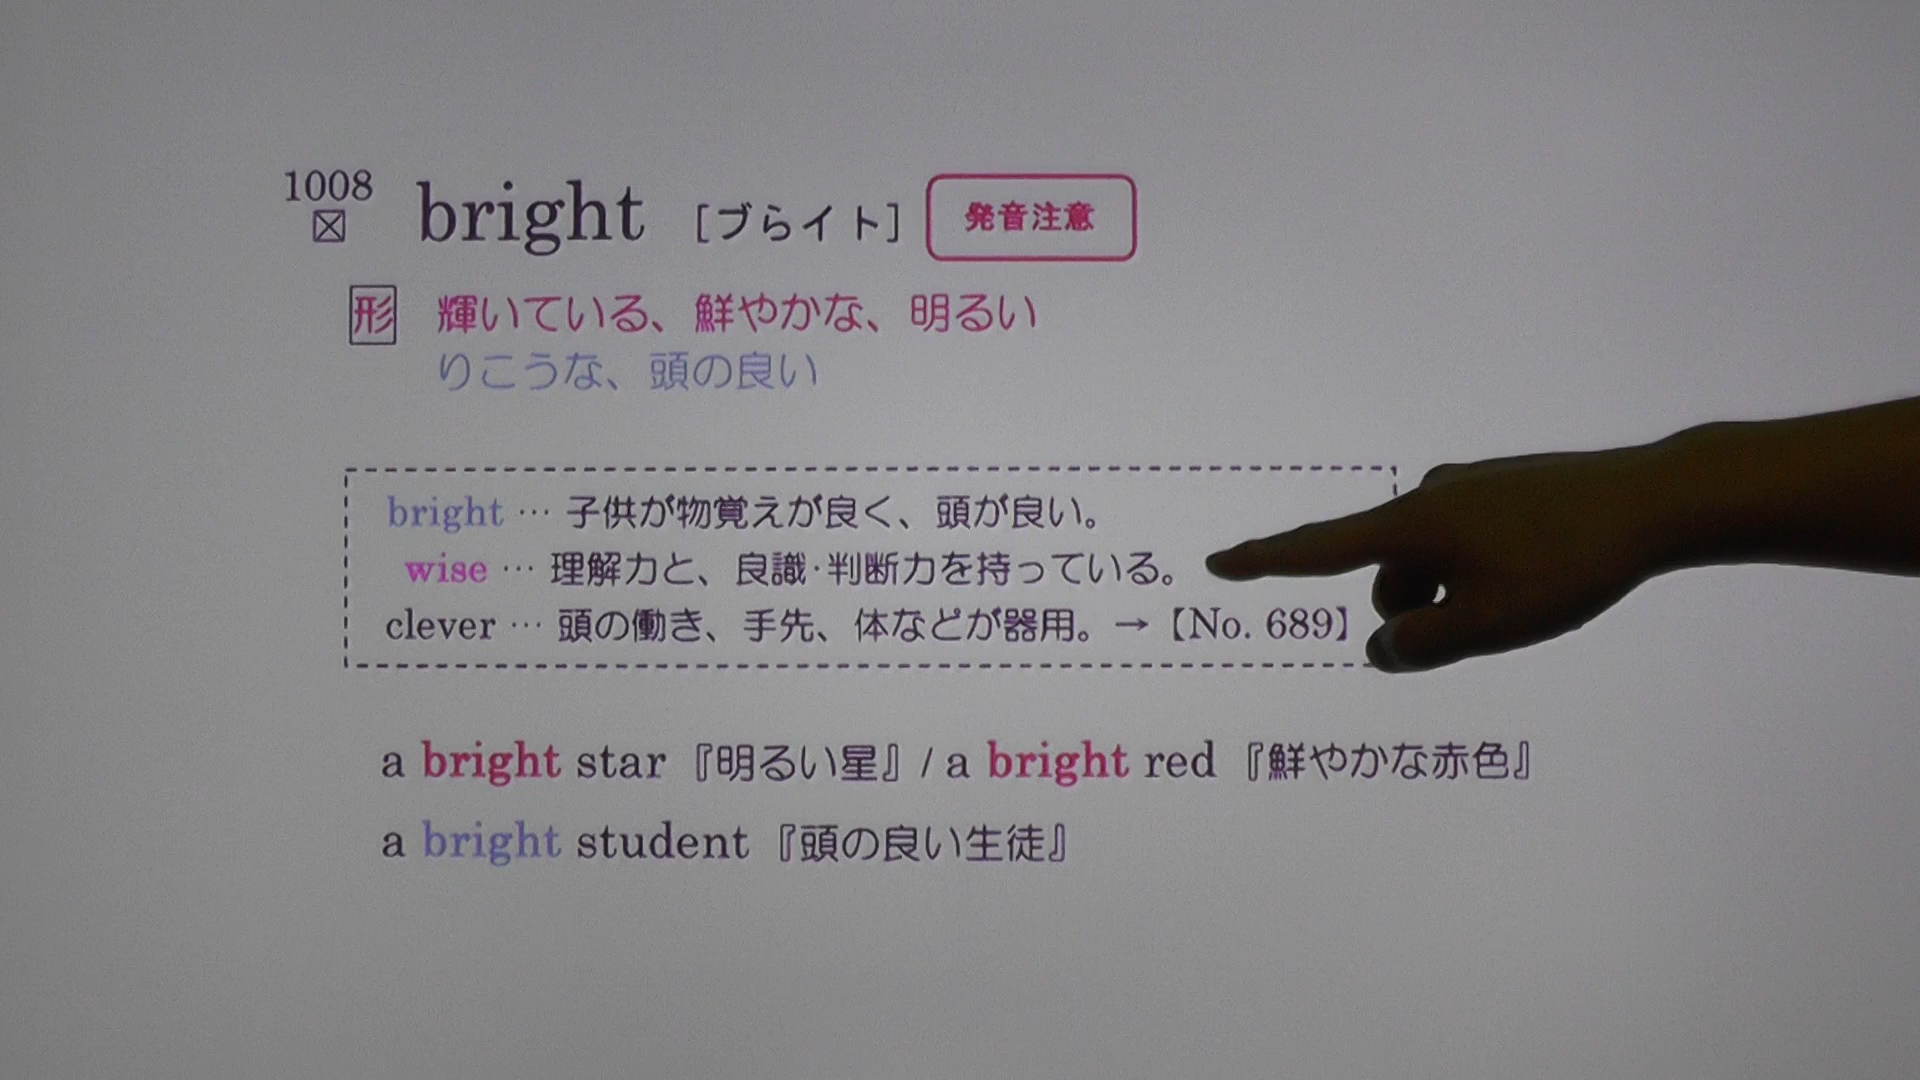 1008
☒ bright [ブらイト] 発音注意
形 輝いている、鮮やかな、明るい
りこうな、頭の良い
bright … 子供が物覚えが良く、頭が良い。
wise … 理解力と、良識·判断力を持っている。
clever … 頭の働き、手先、体などが器用。→【No. 689】
a bright star『明るい星』/ a bright red『鮮やかな赤色』
a bright student『頭の良い生徒』